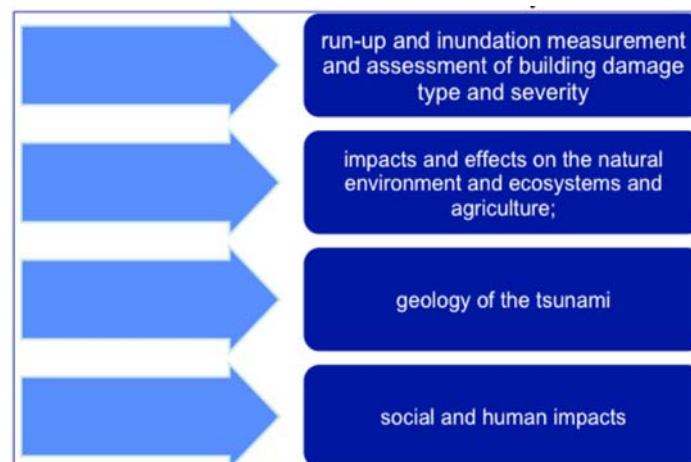 run-up and inundation measurement
and assessment of building damage
type and severity
impacts and effects on the natural
environment and ecosystems and
agriculture;
geology of the tsunami
social and human impacts